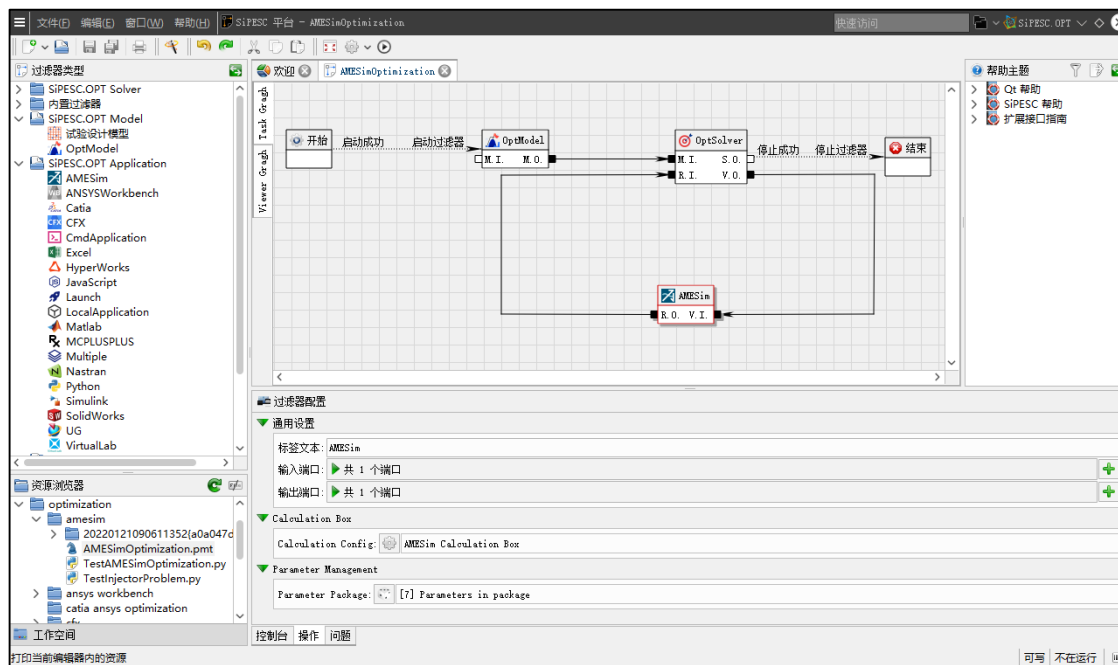 文件(F) 编辑(E) 窗口(W) 帮助(H) SiPESC 平台 - AMESimOptimization 快速访问 SiPESC.OPT
过滤器类型
SiPESC.OPT Solver
内置过滤器
SiPESC.OPT Model
试验设计模型
OptModel
SiPESC.OPT Application
AMESim
ANSYSWorkbench
Catia
CFX
CmdApplication
Excel
HyperWorks
JavaScript
Launch
LocalApplication
Matlab
MCPLUSPLUS
Multiple
Nastran
Python
Simulink
SolidWorks
UG
VirtualLab
资源浏览器
optimization
amesim
20220121090611352{a0a047d
AMESimOptimization.pmt
TestAMESimOptimization.py
TestInjectorProblem.py
ansys workbench
catia ansys optimization
cfx
工作空间
打印当前编辑器内的资源
欢迎 AMESimOptimization
Task Gragh
Viewer Gragh
开始 启动成功 启动过滤器 OptModel
M.I. M.O.
OptSolver
M.I. S.O.
R.I. V.O.
停止成功 停止过滤器 结束
AMESim
R.O. V.I.
过滤器配置
通用设置
标签文本: AMESim
输入端口: 共 1 个端口
输出端口: 共 1 个端口
Calculation Box
Calculation Config: AMESim Calculation Box
Parameter Management
Parameter Package: [7] Parameters in package
控制台 操作 问题
帮助主题
Qt 帮助
SiPESC 帮助
扩展接口指南
可写 不在运行